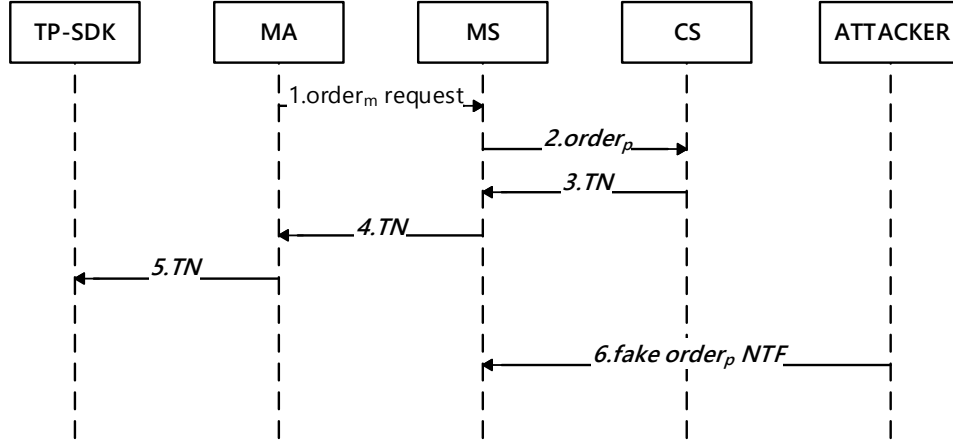 TP-SDK MA MS CS ATTACKER
1.orderₘ request
2.orderₚ
3.TN
4.TN
5.TN
6.fake orderₚ NTF